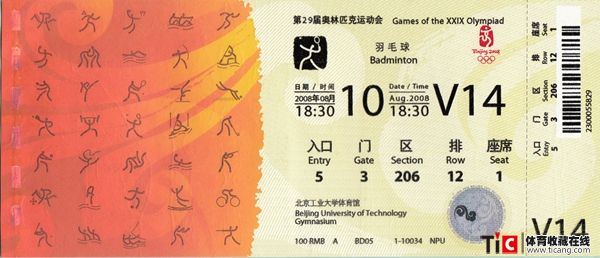 第29届奥林匹克运动会 Games of the XXIX Olympiad
羽毛球
Badminton
Beijing 2008
日期 / 时间 Date / Time
2008年08月 10 Aug.2008 V14
18:30 18:30
入口 门 区 排 座席
Entry Gate Section Row Seat
5 3 206 12 1
北京工业大学体育馆
Beijing University of Technology
Gymnasium
100 RMB A BD05 1-10034 NPU
座席 Seat 1
排 Row 12
区 Section 206
门 Gate 3
入口 Entry 5
2300055829
V14
TiC 体育收藏在线
www.ticang.com